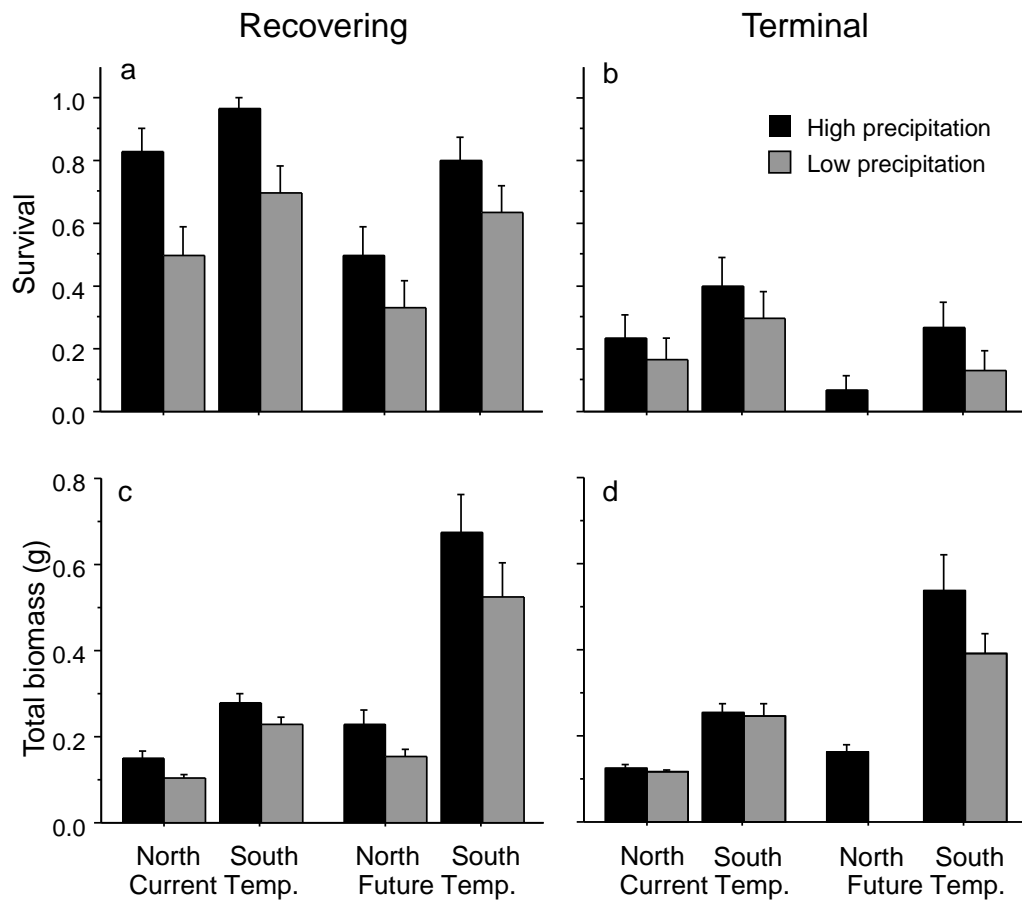 Recovering
Terminal
a
b
1.0
0.8
0.6
0.4
0.2
0.0
Survival
High precipitation
Low precipitation
c
d
0.8
0.6
0.4
0.2
0.0
Total biomass (g)
North South North South
Current Temp. Future Temp.
North South North South
Current Temp. Future Temp.